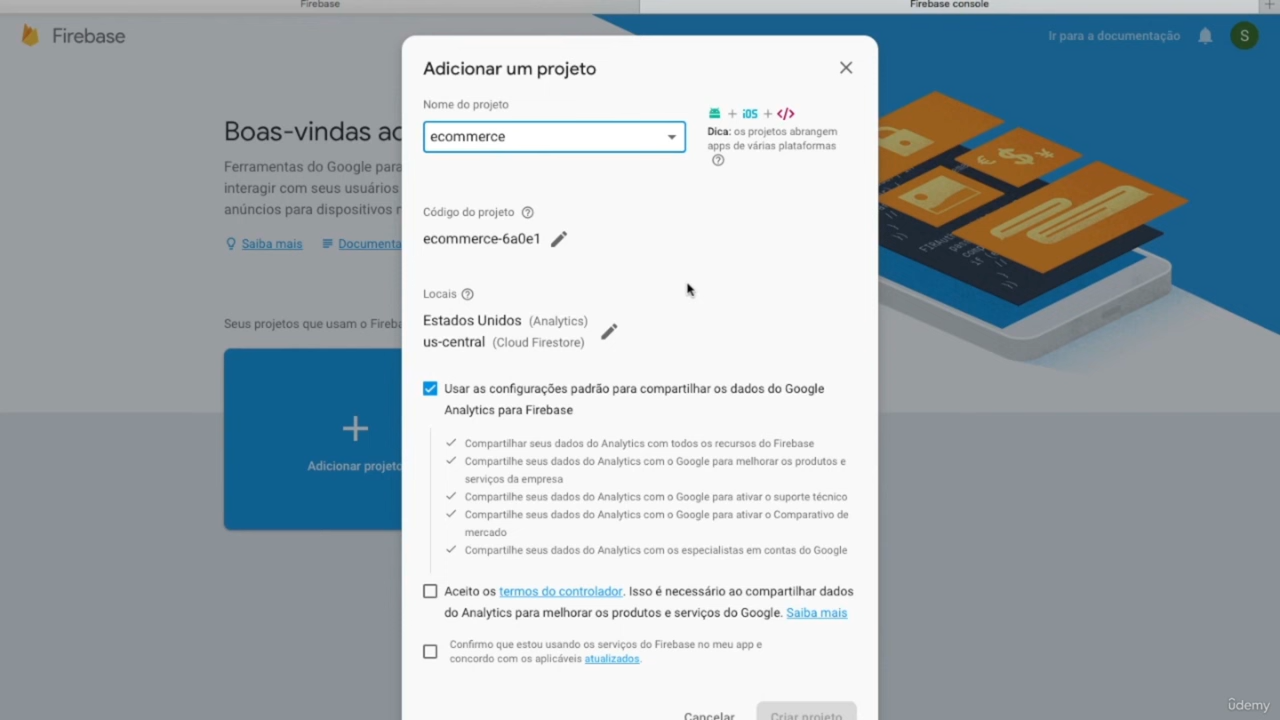 Firebase
Firebase console
Firebase
Ir para a documentação
S
Adicionar um projeto
Nome do projeto
ecommerce
+ iOS + </>
Dica: os projetos abrangem
apps de várias plataformas
Código do projeto
ecommerce-6a0e1
Locais
Estados Unidos (Analytics)
us-central (Cloud Firestore)
Usar as configurações padrão para compartilhar os dados do Google
Analytics para Firebase
Compartilhar seus dados do Analytics com todos os recursos do Firebase
Compartilhe seus dados do Analytics com o Google para melhorar os produtos e
serviços da empresa
Compartilhe seus dados do Analytics com o Google para ativar o suporte técnico
Compartilhe seus dados do Analytics com o Google para ativar o Comparativo de
mercado
Compartilhe seus dados do Analytics com os especialistas em contas do Google
Aceito os termos do controlador. Isso é necessário ao compartilhar dados
do Analytics para melhorar os produtos e serviços do Google. Saiba mais
Confirmo que estou usando os serviços do Firebase no meu app e
concordo com os aplicáveis atualizados.
Cancelar
Criar projeto
Boas-vindas
Ferramentas do Google para
interagir com seus usuários
anúncios para dispositivos
Saiba mais
Seus projetos que usam o
Adicionar projeto
ûdemy